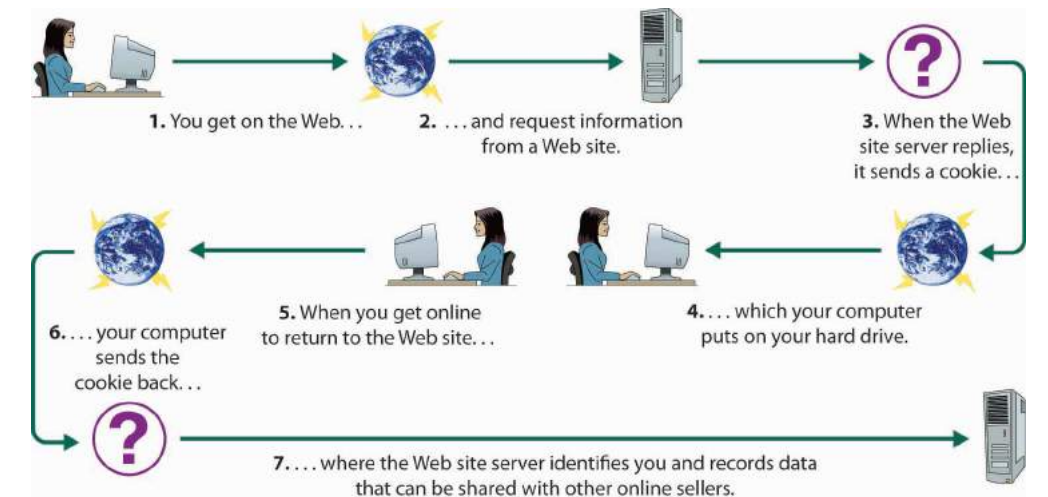 ?
1. You get on the Web. . .
2. . . . and request information
from a Web site.
3. When the Web
site server replies,
it sends a cookie. . .
4. . . . which your computer
puts on your hard drive.
5. When you get online
to return to the Web site. . .
6. . . . your computer
sends the
cookie back. . .
?
7. . . . where the Web site server identifies you and records data
that can be shared with other online sellers.